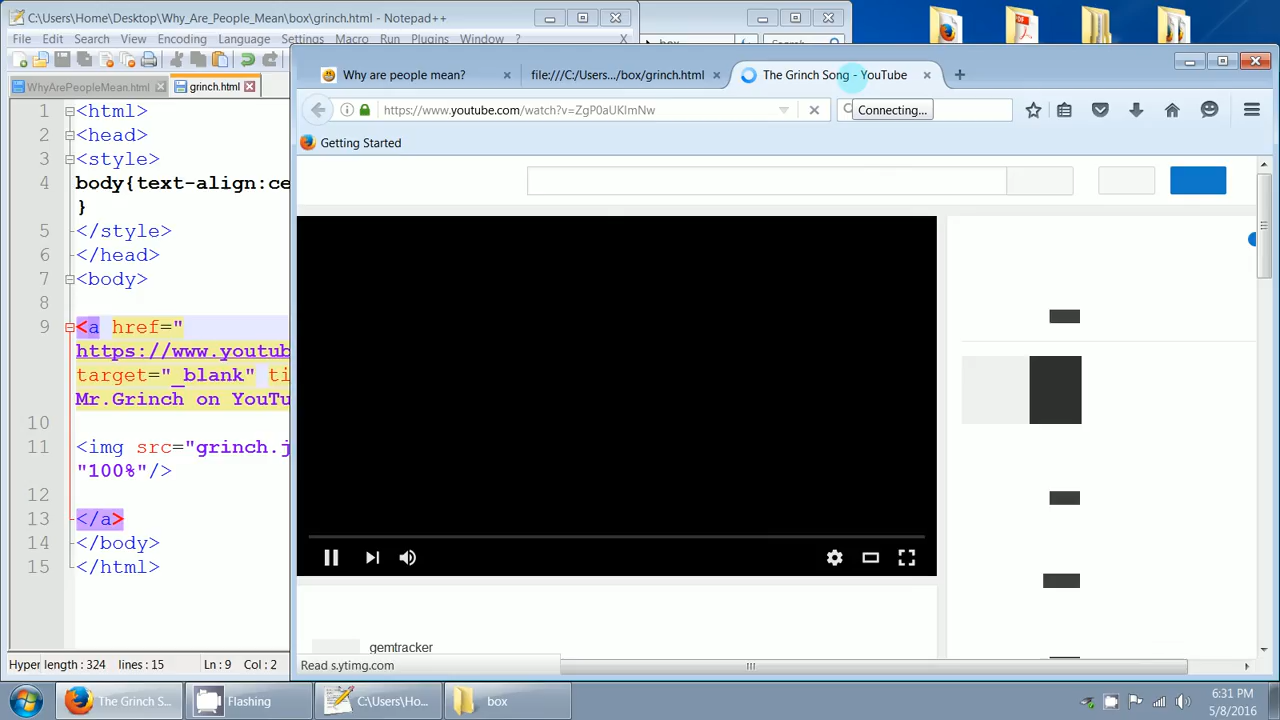 C:\Users\Home\Desktop\Why_Are_People_Mean\box\grinch.html - Notepad++
File Edit Search View Encoding Language Settings Macro Run Plugins Window ? X
WhyArePeopleMean.html grinch.html
1 <html>
2 <head>
3 <style>
4 body{text-align:ce
}
5 </style>
6 </head>
7 <body>
8
9 <a href="
https://www.youtub
target="_blank" ti
Mr.Grinch on YouTu
10
11 <img src="grinch.j
"100%"/>
12
13 </a>
14 </body>
15 </html>
Hyper length : 324 lines : 15 Ln : 9 Col : 2
box
Why are people mean? file:///C:/Users.../box/grinch.html The Grinch Song - YouTube
https://www.youtube.com/watch?v=ZgP0aUKlmNw Connecting...
Getting Started
gemtracker
Read s.ytimg.com
The Grinch S... Flashing C:\Users\Ho... box
6:31 PM
5/8/2016